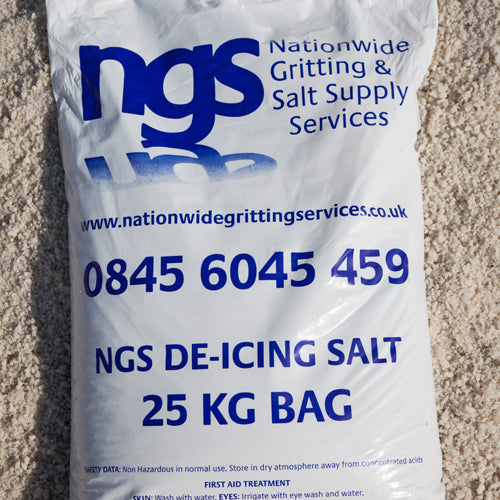 ngs
Nationwide
Gritting &
Salt Supply
Services
www.nationwidegrittingservices.co.uk
0845 6045 459
NGS DE-ICING SALT
25 KG BAG
SAFETY DATA: Non Hazardous in normal use. Store in dry atmosphere away from concentrated acids
FIRST AID TREATMENT
SKIN: Wash with water. EYES: Irrigate with eye wash and water.